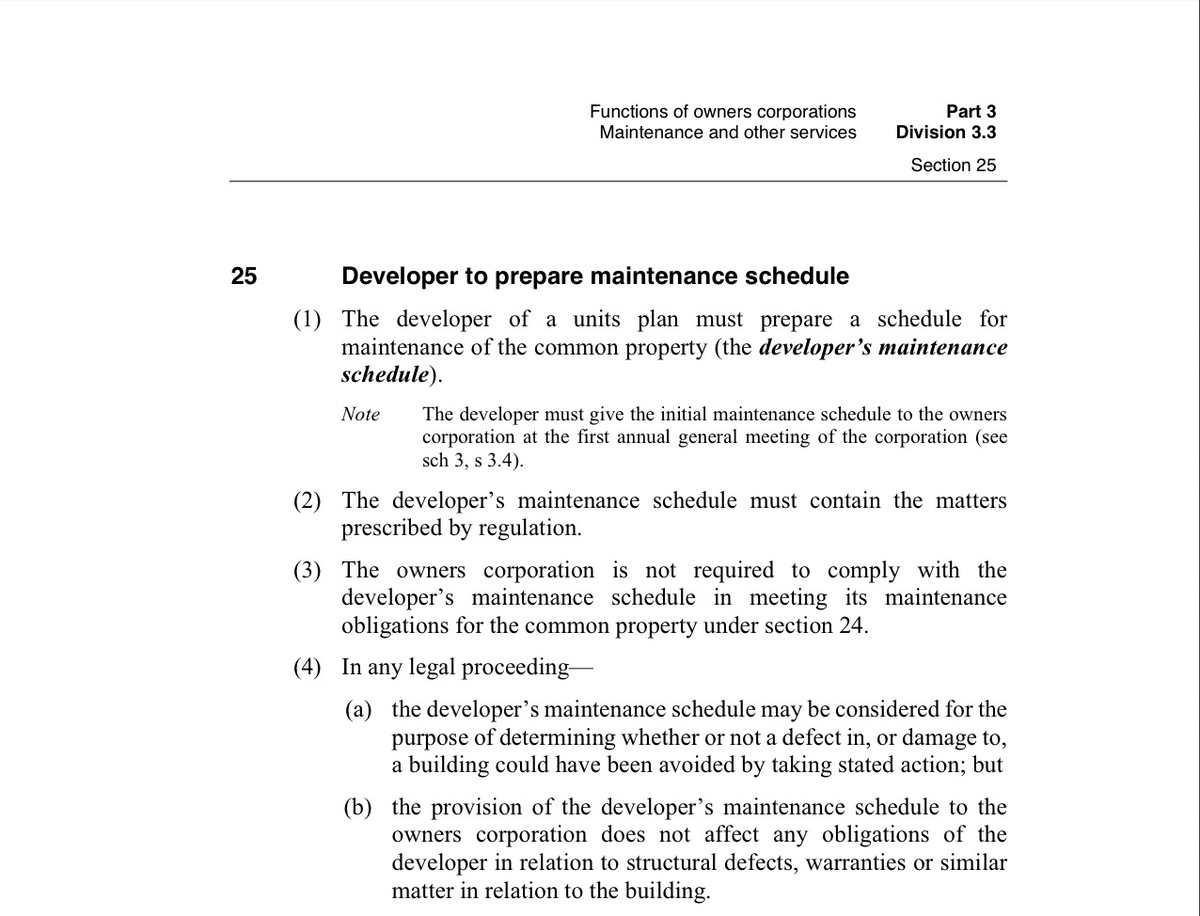 Functions of owners corporations Part 3
Maintenance and other services Division 3.3
Section 25
25 Developer to prepare maintenance schedule
(1) The developer of a units plan must prepare a schedule for
maintenance of the common property (the developer’s maintenance
schedule).
Note The developer must give the initial maintenance schedule to the owners
corporation at the first annual general meeting of the corporation (see
sch 3, s 3.4).
(2) The developer’s maintenance schedule must contain the matters
prescribed by regulation.
(3) The owners corporation is not required to comply with the
developer’s maintenance schedule in meeting its maintenance
obligations for the common property under section 24.
(4) In any legal proceeding—
(a) the developer’s maintenance schedule may be considered for the
purpose of determining whether or not a defect in, or damage to,
a building could have been avoided by taking stated action; but
(b) the provision of the developer’s maintenance schedule to the
owners corporation does not affect any obligations of the
developer in relation to structural defects, warranties or similar
matter in relation to the building.